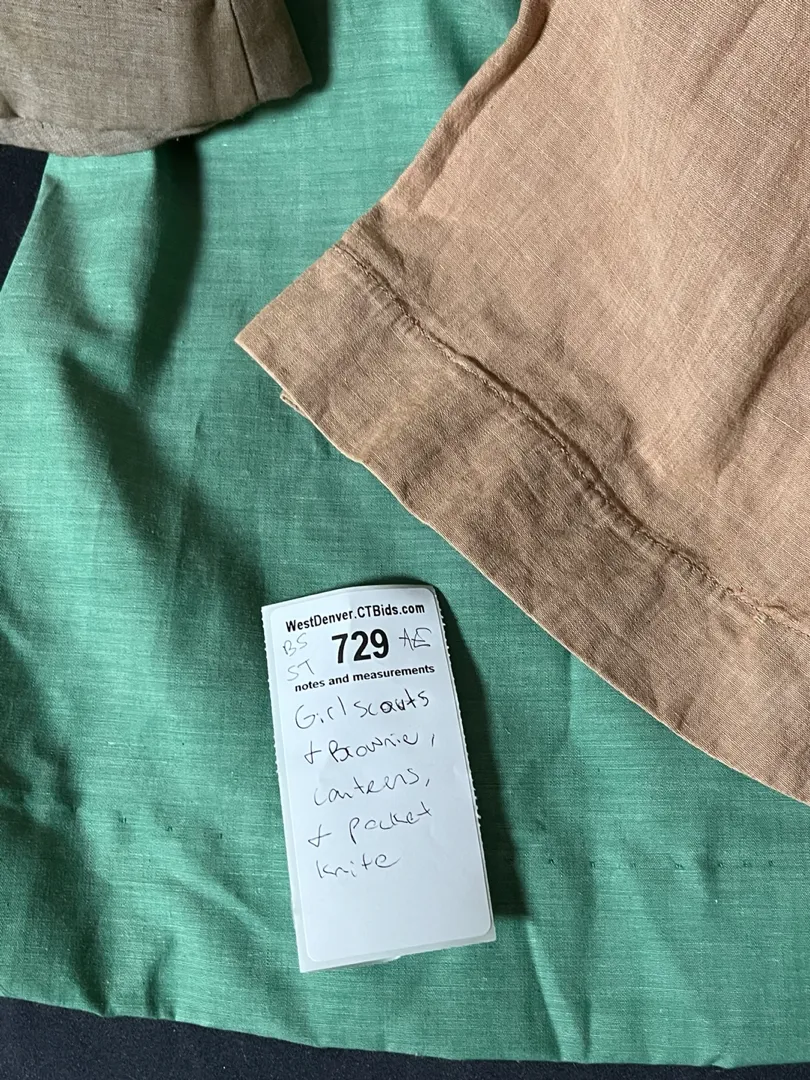 WestDenver.CTBids.com
BS 729 AE
ST
notes and measurements
Girlscouts
+ Brownie,
canteens,
+ pocket
knife